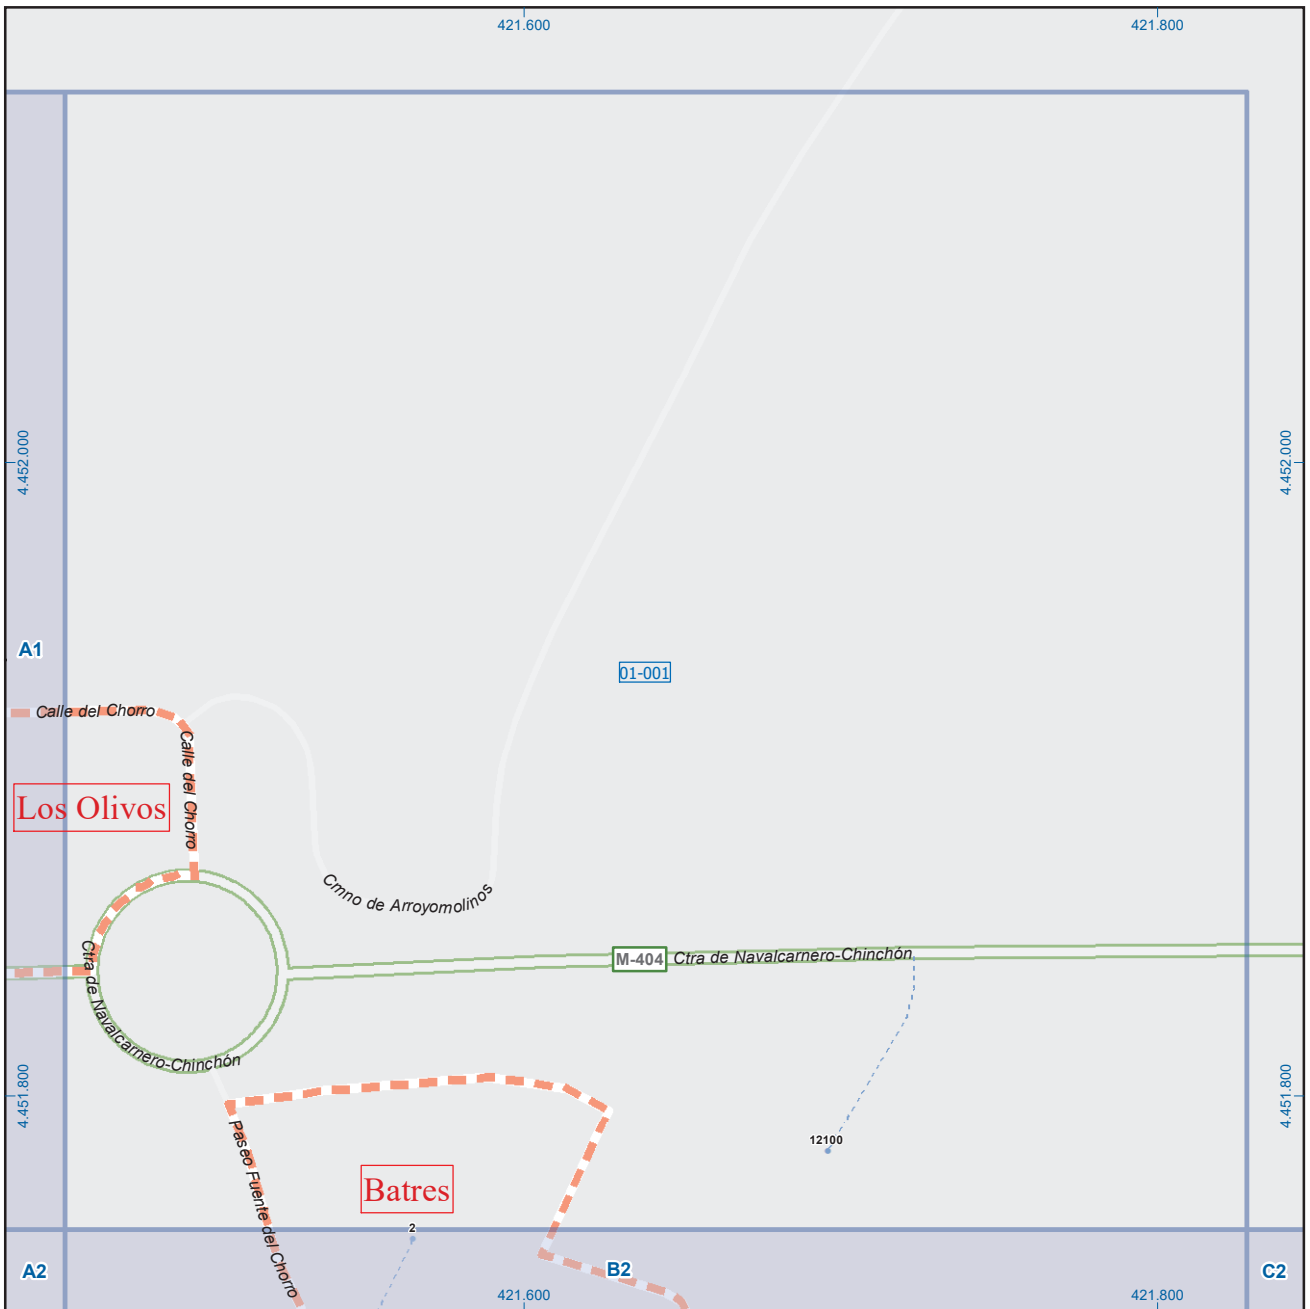 421.600
421.800
4.452.000
4.452.000
A1
01-001
Calle del Chorro
Calle del Chorro
Los Olivos
Cmno de Arroyomolinos
M-404
Ctra de Navalcarnero-Chinchón
Ctra de Navalcarnero-Chinchón
4.451.800
4.451.800
12100
Paseo Fuente del Chorro
Batres
2
A2
B2
C2
421.600
421.800